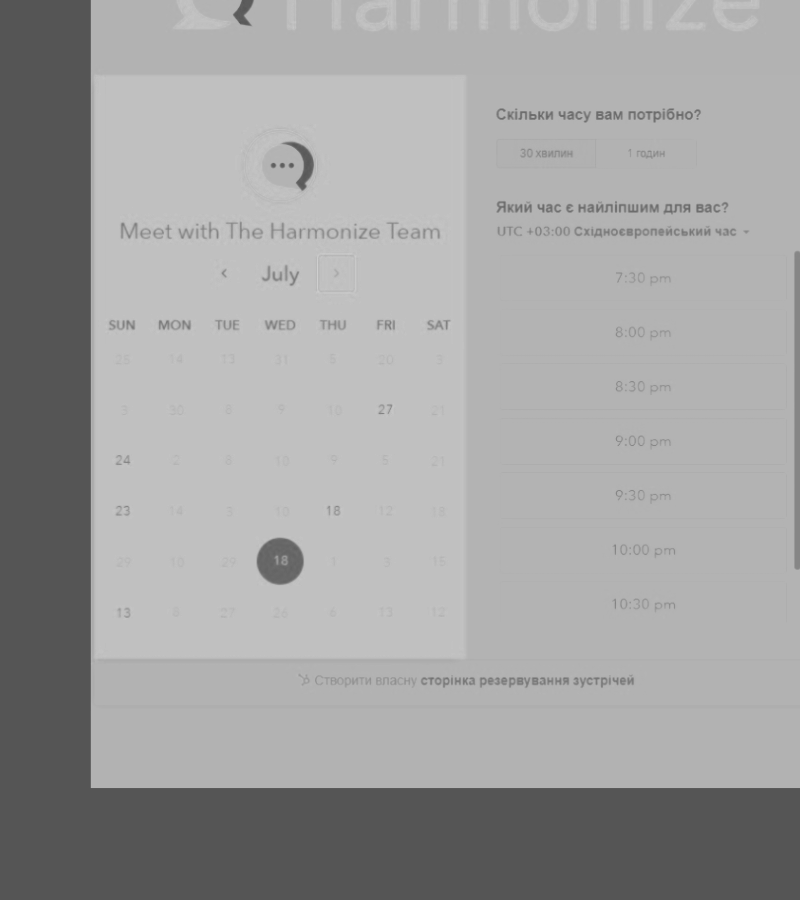 Harmonize
Meet with The Harmonize Team
July
SUN MON TUE WED THU FRI SAT
25 14 13 31 5 20 3
3 30 6 9 10 27 21
24 2 8 10 9 5 21
23 14 3 10 18 12 18
29 10 29 18 1 3 15
13 4 27 26 6 13 12
Скільки часу вам потрібно?
30 хвилин 1 годин
Який час є найліпшим для вас?
UTC +03:00 Східноєвропейський час
7:30 pm
8:00 pm
8:30 pm
9:00 pm
9:30 pm
10:00 pm
10:30 pm
Створити власну сторінка резервування зустрічей